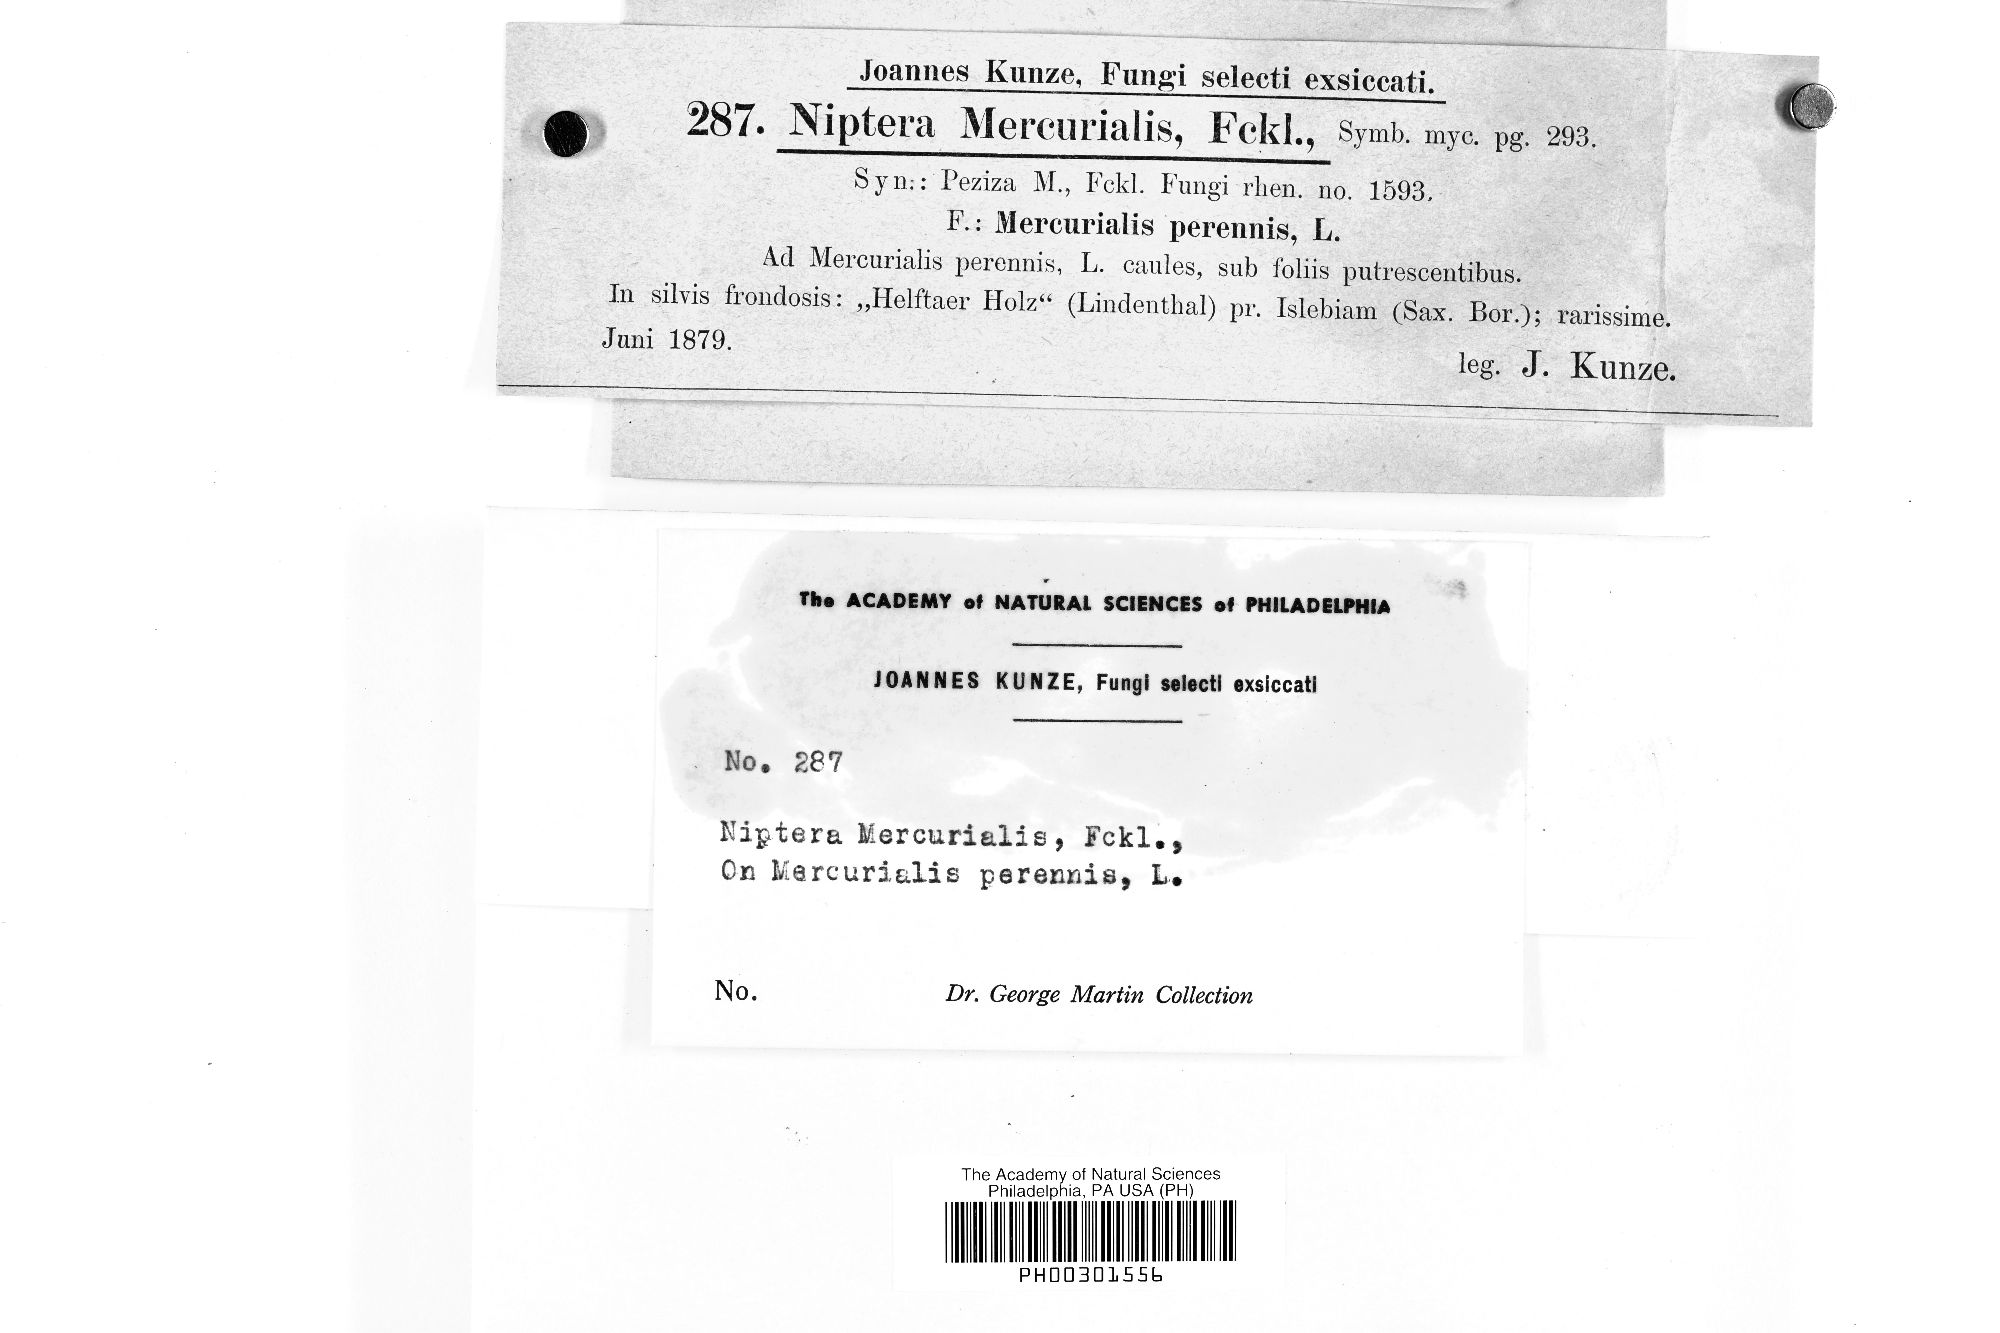 Joannes Kunze, Fungi selecti exsiccati.
287. Niptera Mercurialis, Fckl., Symb. myc. pg. 293.
Syn.: Peziza M., Fckl. Fungi rhen. no. 1593.
F.: Mercurialis perennis, L.
Ad Mercurialis perennis, L. caules, sub foliis putrescentibus.
In silvis frondosis: „Helftaer Holz“ (Lindenthal) pr. Islebiam (Sax. Bor.); rarissime.
Juni 1879.
leg. J. Kunze.
The ACADEMY of NATURAL SCIENCES of PHILADELPHIA
JOANNES KUNZE, Fungi selecti exsiccati
No. 287
Niptera Mercurialis, Fckl.,
On Mercurialis perennis, L.
No. Dr. George Martin Collection
The Academy of Natural Sciences
Philadelphia, PA USA (PH)
PH00301556